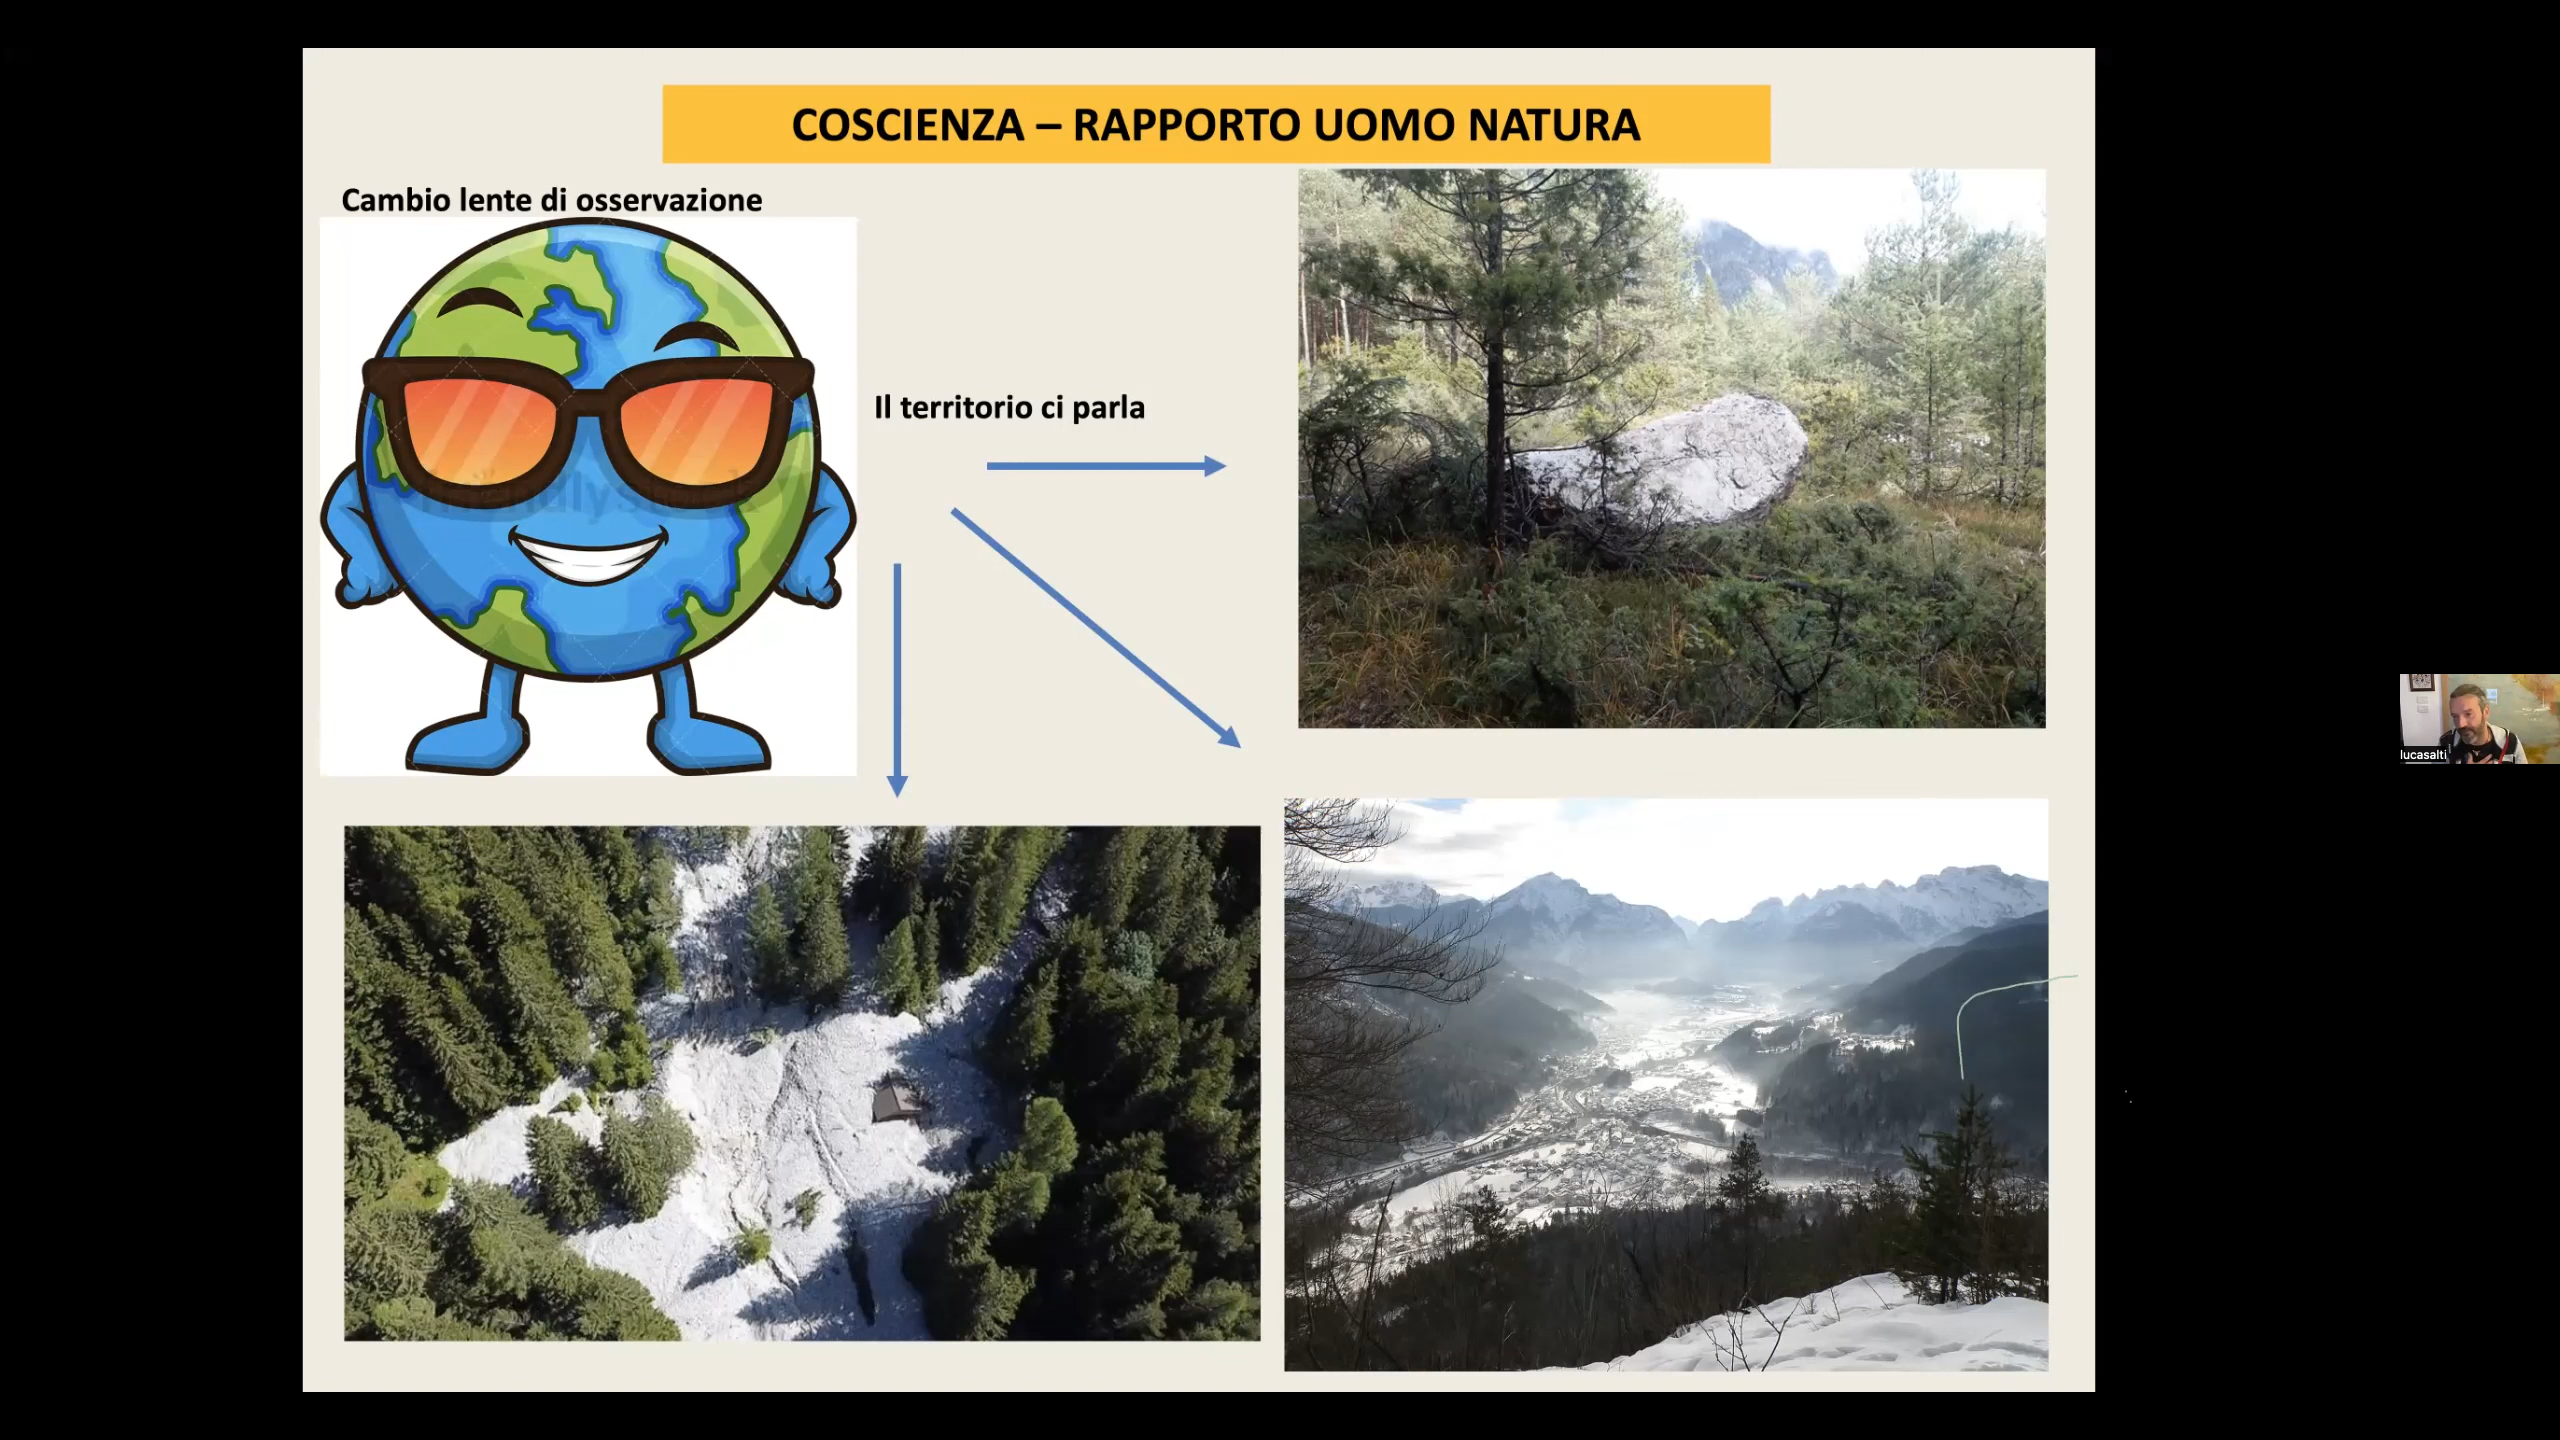 COSCIENZA – RAPPORTO UOMO NATURA
Cambio lente di osservazione
Il territorio ci parla
lucasalti